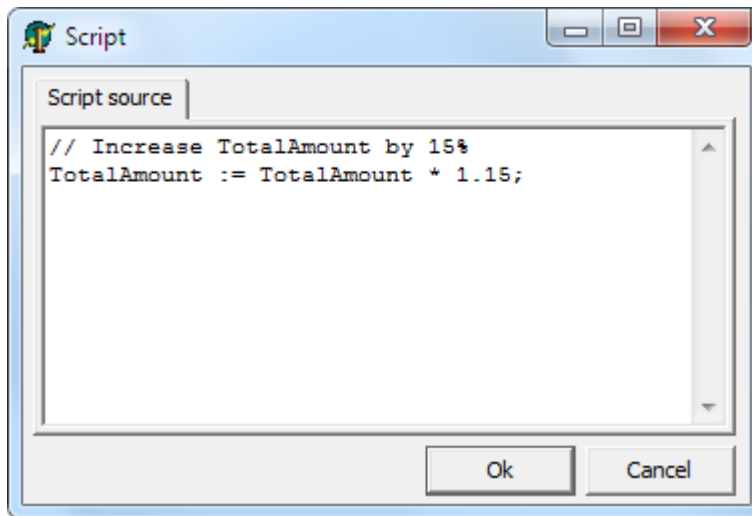 Script
Script source
// Increase TotalAmount by 15%
TotalAmount := TotalAmount * 1.15;
Ok
Cancel